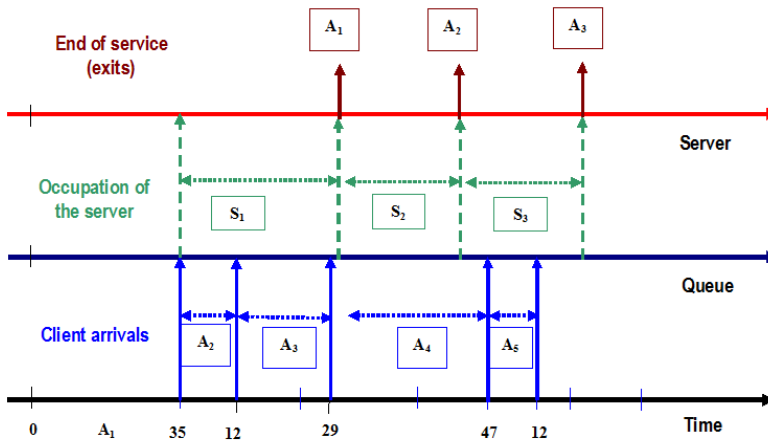 A1 A2 A3
End of service
(exits)
Server
Occupation of
the server
S1 S2 S3
Queue
Client arrivals
A2 A3 A4 A5
0 A1 35 12 29 47 12 Time